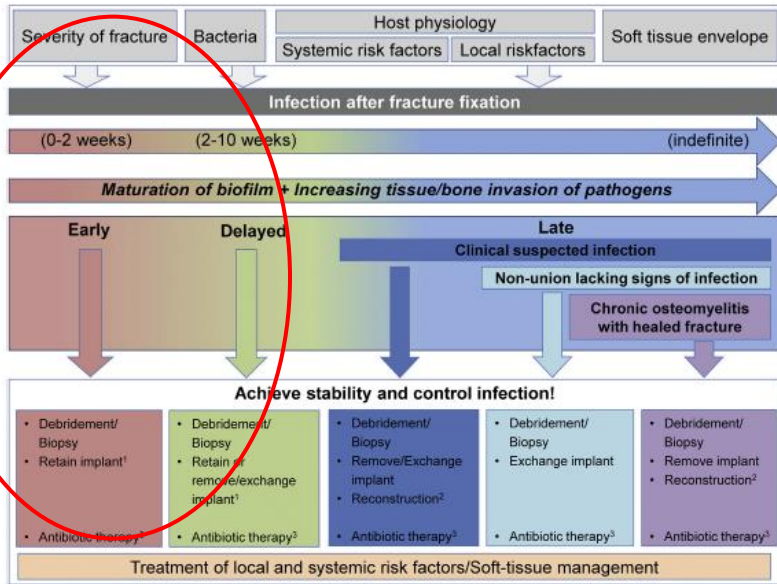 Severity of fracture
Bacteria
Host physiology
Systemic risk factors
Local riskfactors
Soft tissue envelope
Infection after fracture fixation
(0-2 weeks)
(2-10 weeks)
(indefinite)
Maturation of biofilm + Increasing tissue/bone invasion of pathogens
Early
Delayed
Late
Clinical suspected infection
Non-union lacking signs of infection
Chronic osteomyelitis
with healed fracture
Achieve stability and control infection!
• Debridement/
Biopsy
• Retain implant¹
• Antibiotic therapy³
• Debridement/
Biopsy
• Retain or
remove/exchange
implant¹
• Antibiotic therapy³
• Debridement/
Biopsy
• Remove/Exchange
implant
• Reconstruction²
• Antibiotic therapy³
• Debridement/
Biopsy
• Exchange implant
• Antibiotic therapy³
• Debridement/
Biopsy
• Remove implant
• Reconstruction²
• Antibiotic therapy³
Treatment of local and systemic risk factors/Soft-tissue management